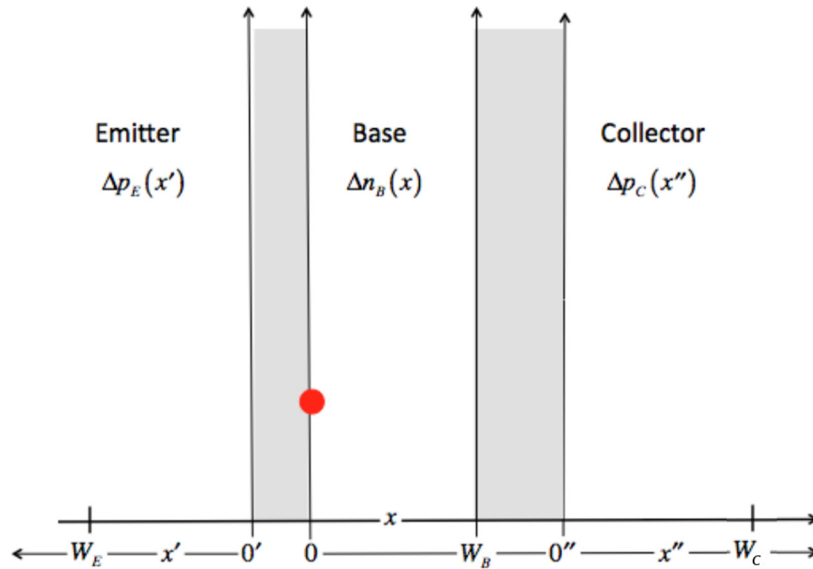 Emitter Base Collector
Δp_E(x′) Δn_B(x) Δp_C(x″)
x
W_E x′ 0′ 0 W_B 0″ x″ W_C